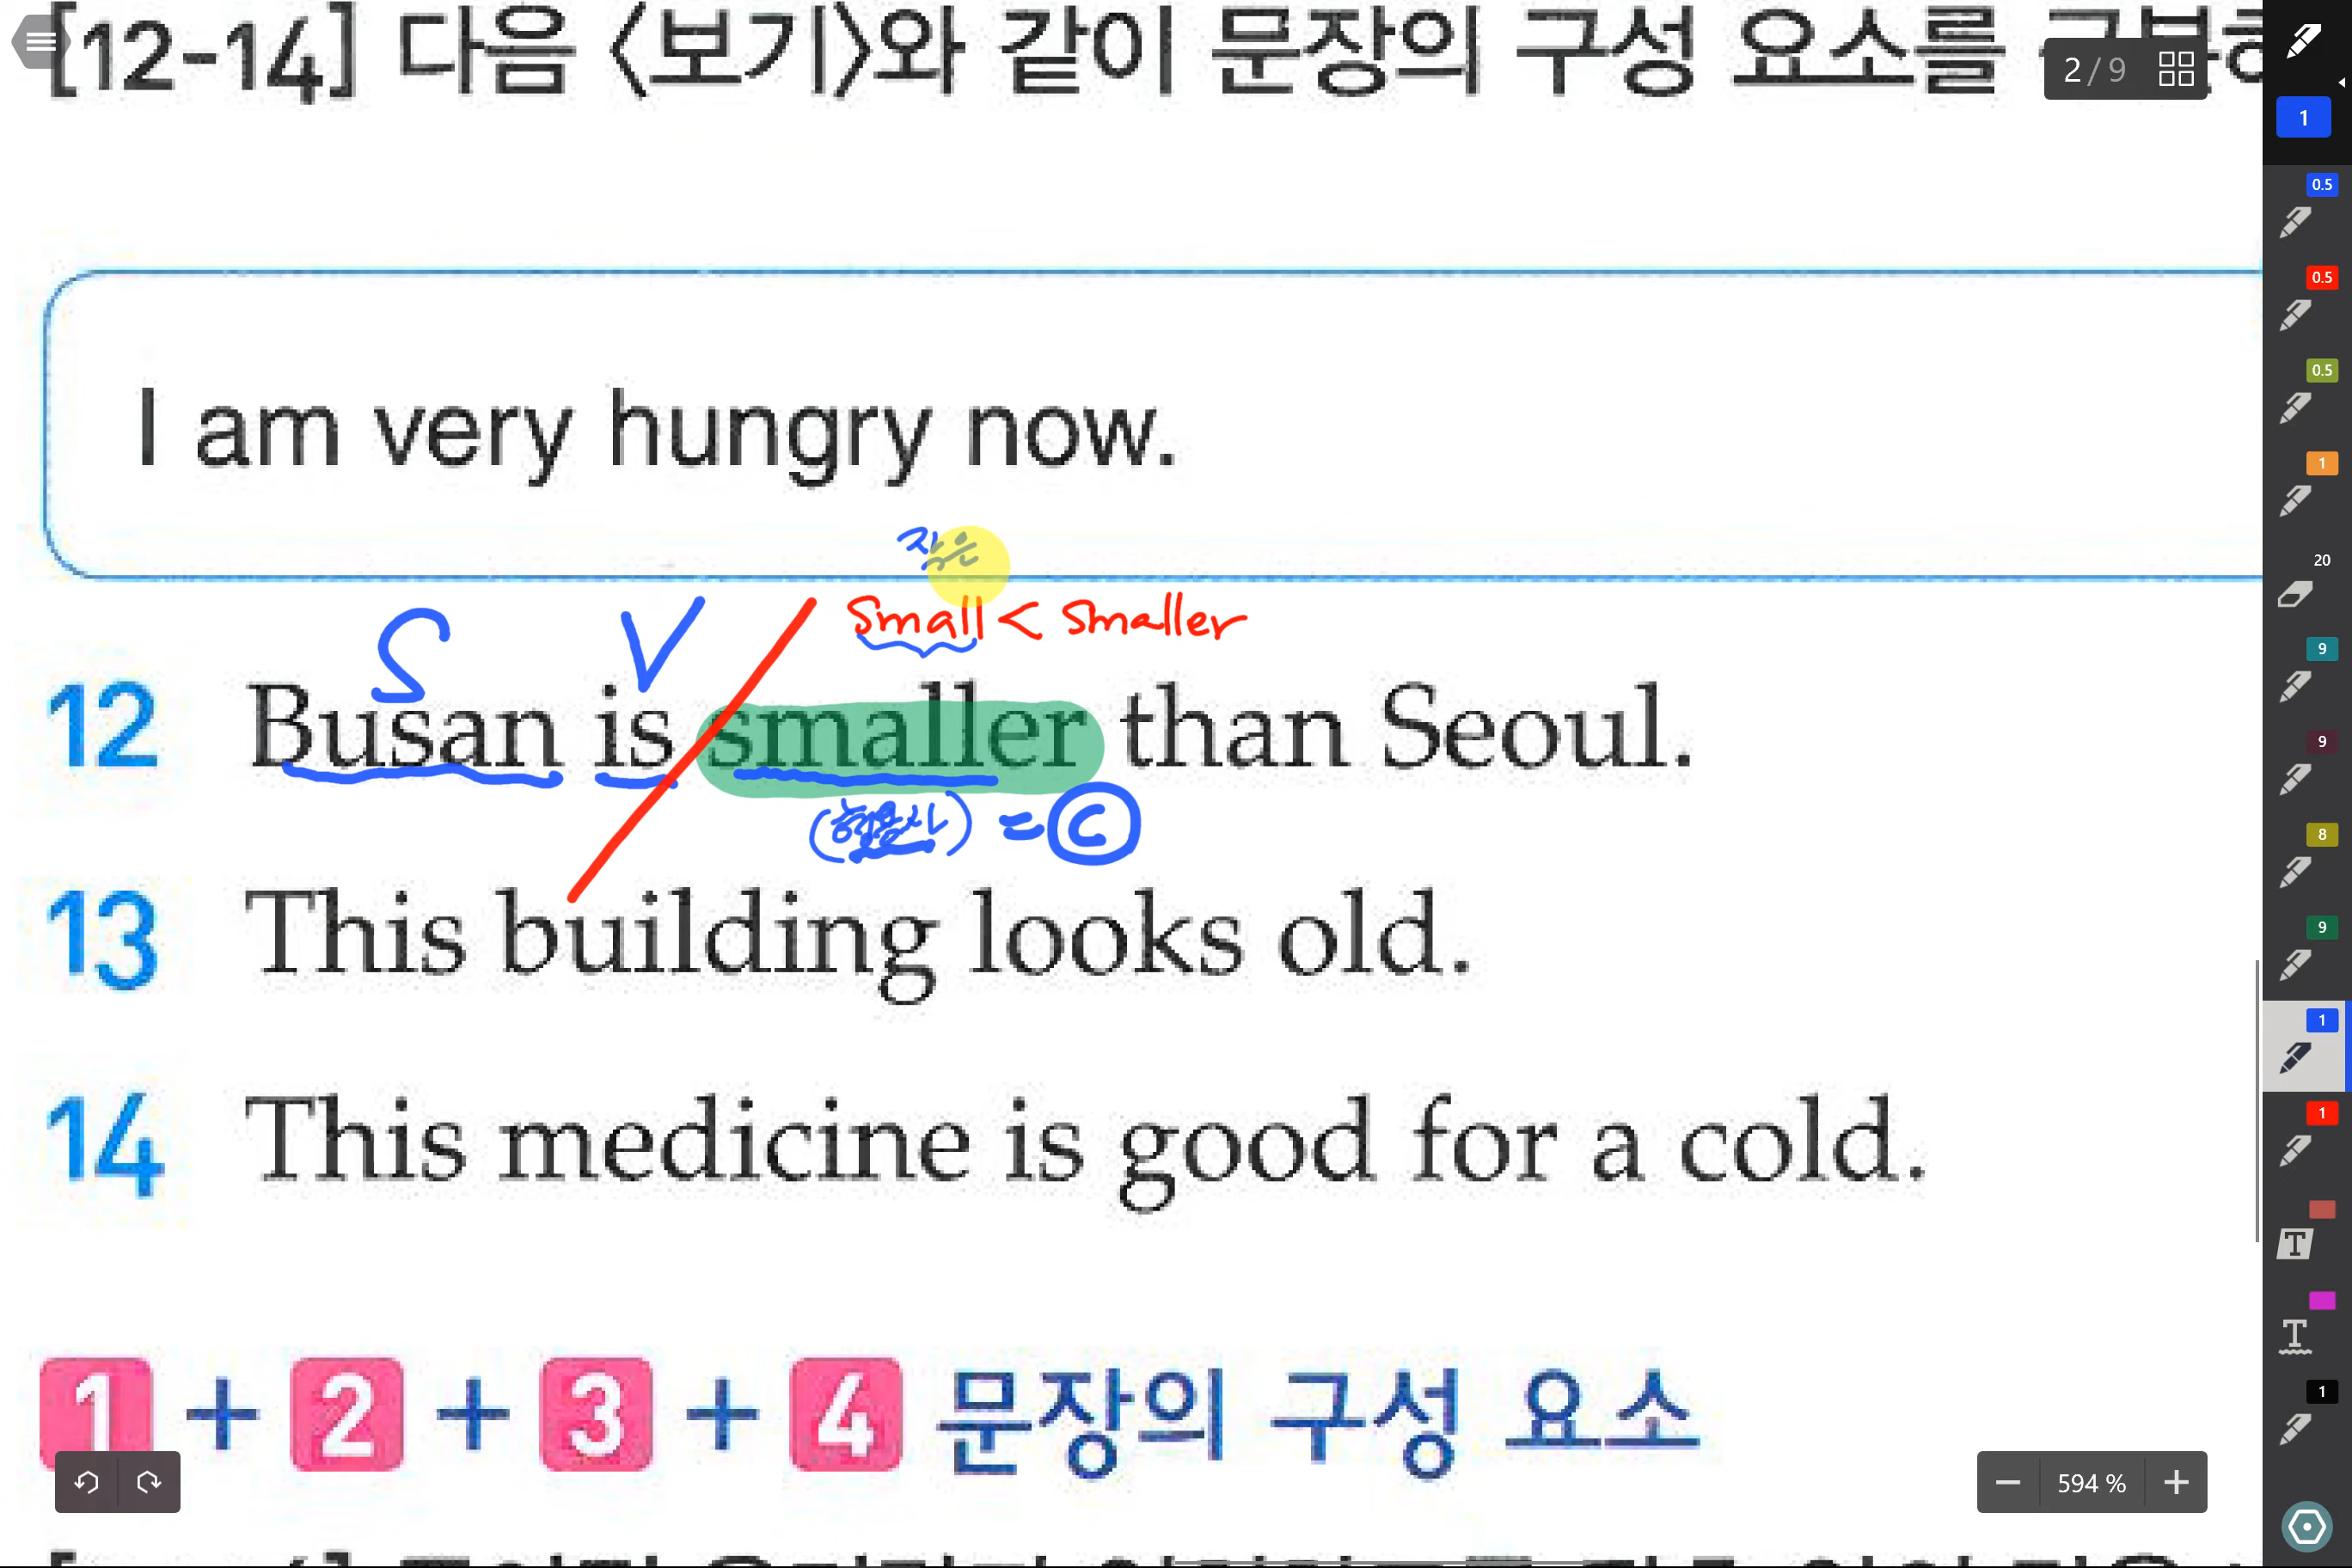 [12-14] 다음 〈보기〉와 같이 문장의 구성 요소를
2 / 9
I am very hungry now.
작은
small < smaller
S V
12 Busan is smaller than Seoul.
(형용사) = C
13 This building looks old.
14 This medicine is good for a cold.
1 + 2 + 3 + 4 문장의 구성 요소
594 %
1
0.5
0.5
0.5
1
20
9
9
8
9
1
1
T
T
1